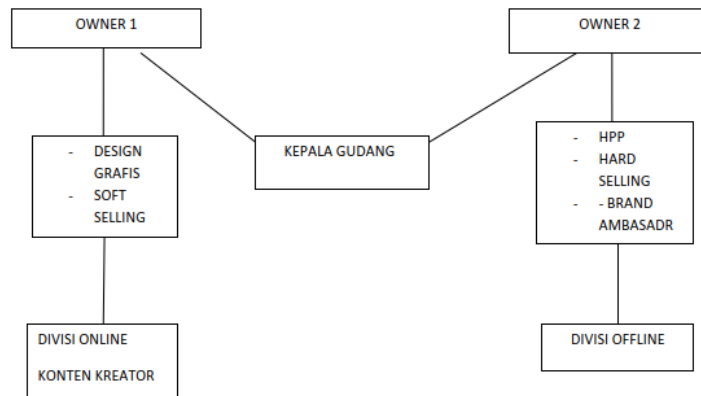 OWNER 1
OWNER 2
- DESIGN
GRAFIS
- SOFT
SELLING
KEPALA GUDANG
- HPP
- HARD
SELLING
- - BRAND
AMBASADR
DIVISI ONLINE
KONTEN KREATOR
DIVISI OFFLINE